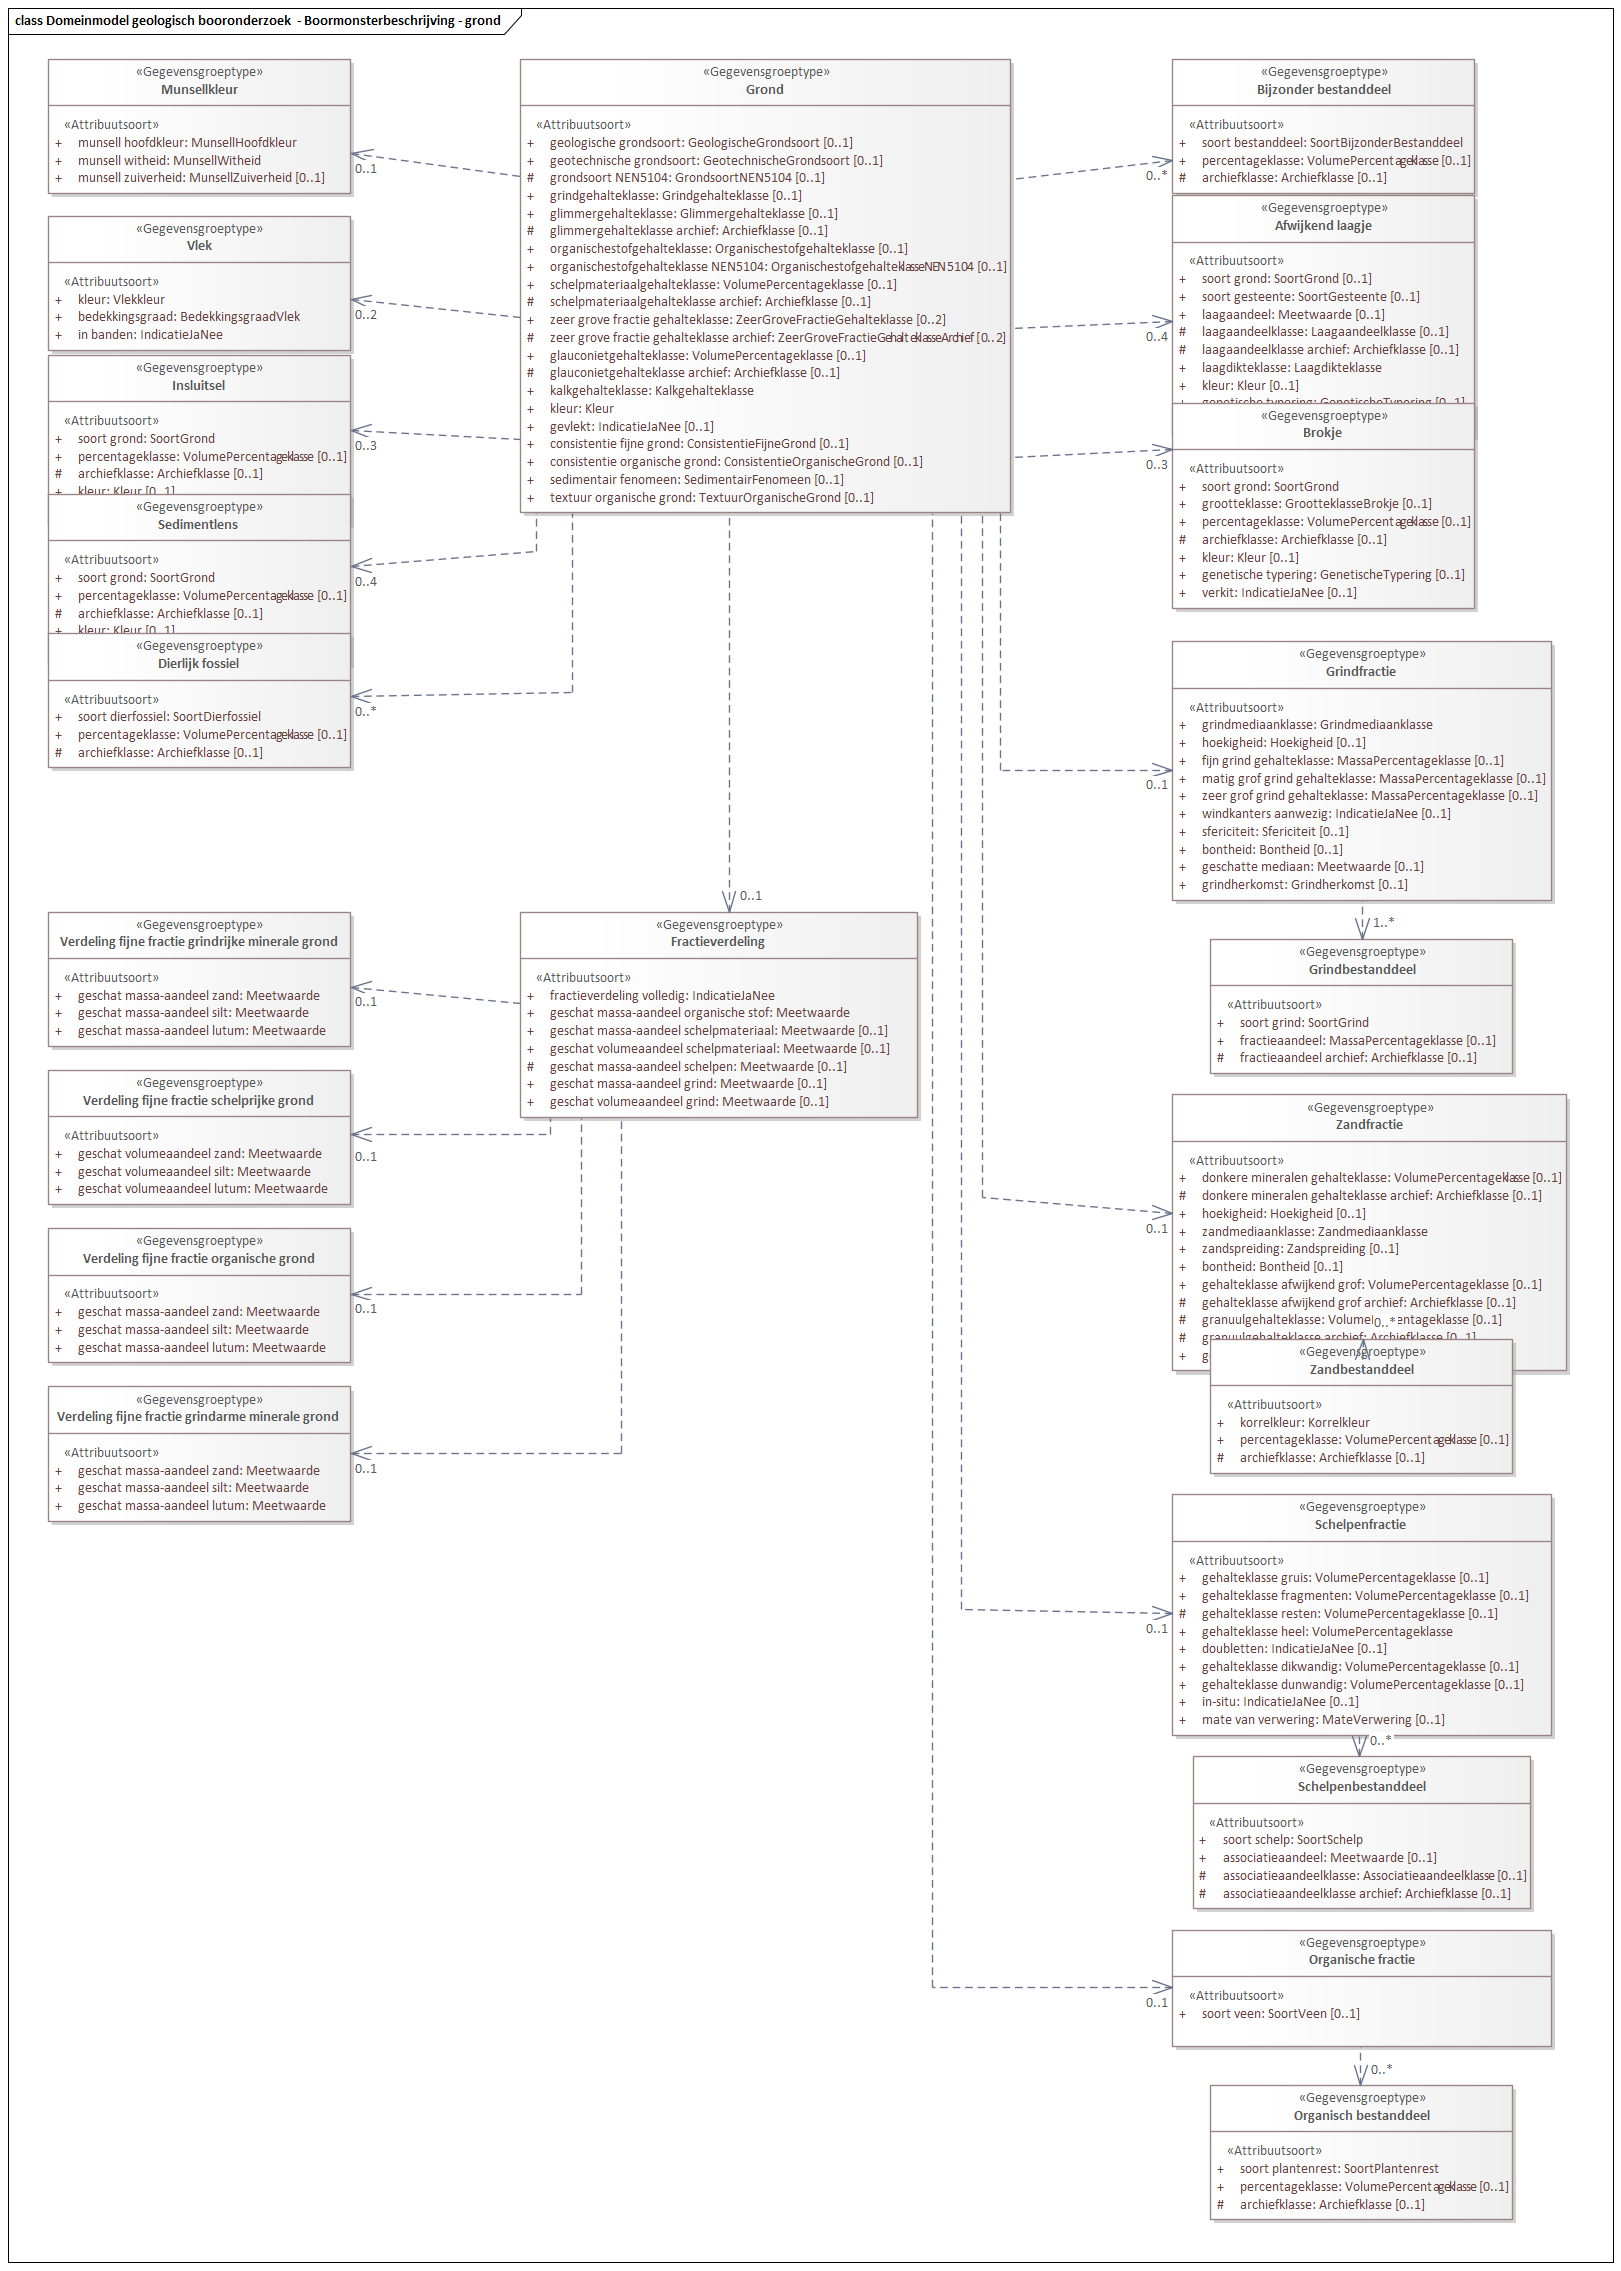 class Domeinmodel geologisch booronderzoek - Boormonsterbeschrijving - grond
«Gegevensgroeptype»
Munsellkleur
«Attribuutsoort»
+ munsell hoofdkleur: MunsellHoofdkleur
+ munsell witheid: MunsellWitheid
+ munsell zuiverheid: MunsellZuiverheid [0..1]
0..1
«Gegevensgroeptype»
Vlek
«Attribuutsoort»
+ kleur: Vlekkleur
+ bedekkingsgraad: BedekkingsgraadVlek
+ in banden: IndicatieJaNee
0..2
«Gegevensgroeptype»
Insluitsel
«Attribuutsoort»
+ soort grond: SoortGrond
+ percentageklasse: VolumePercentageklasse [0..1]
# archiefklasse: Archiefklasse [0..1]
+ kleur: Kleur [0..1]
0..3
«Gegevensgroeptype»
Sedimentlens
«Attribuutsoort»
+ soort grond: SoortGrond
+ percentageklasse: VolumePercentageklasse [0..1]
# archiefklasse: Archiefklasse [0..1]
+ kleur: Kleur [0..1]
0..4
«Gegevensgroeptype»
Dierlijk fossiel
«Attribuutsoort»
+ soort dierfossiel: SoortDierfossiel
+ percentageklasse: VolumePercentageklasse [0..1]
# archiefklasse: Archiefklasse [0..1]
0..*
«Gegevensgroeptype»
Grond
«Attribuutsoort»
+ geologische grondsoort: GeologischeGrondsoort [0..1]
+ geotechnische grondsoort: GeotechnischeGrondsoort [0..1]
# grondsoort NEN5104: GrondsoortNEN5104 [0..1]
+ grindgehalteklasse: Grindgehalteklasse [0..1]
+ glimmergehalteklasse: Glimmergehalteklasse [0..1]
# glimmergehalteklasse archief: Archiefklasse [0..1]
+ organischestofgehalteklasse: Organischestofgehalteklasse [0..1]
+ organischestofgehalteklasse NEN5104: OrganischestofgehalteklasseNEN5104 [0..1]
+ schelpmateriaalgehalteklasse: VolumePercentageklasse [0..1]
# schelpmateriaalgehalteklasse archief: Archiefklasse [0..1]
+ zeer grove fractie gehalteklasse: ZeerGroveFractieGehalteklasse [0..2]
# zeer grove fractie gehalteklasse archief: ZeerGroveFractieGehalteklasseArchief [0..2]
+ glauconietgehalteklasse: VolumePercentageklasse [0..1]
# glauconietgehalteklasse archief: Archiefklasse [0..1]
+ kalkgehalteklasse: Kalkgehalteklasse
+ kleur: Kleur
+ gevlekt: IndicatieJaNee [0..1]
+ consistentie fijne grond: ConsistentieFijneGrond [0..1]
+ consistentie organische grond: ConsistentieOrganischeGrond [0..1]
+ sedimentair fenomeen: SedimentairFenomeen [0..1]
+ textuur organische grond: TextuurOrganischeGrond [0..1]
«Gegevensgroeptype»
Bijzonder bestanddeel
«Attribuutsoort»
+ soort bestanddeel: SoortBijzonderBestanddeel
+ percentageklasse: VolumePercentageklasse [0..1]
# archiefklasse: Archiefklasse [0..1]
0..*
«Gegevensgroeptype»
Afwijkend laagje
«Attribuutsoort»
+ soort grond: SoortGrond [0..1]
+ soort gesteente: SoortGesteente [0..1]
+ laagaandeel: Meetwaarde [0..1]
# laagaandeelklasse: Laagaandeelklasse [0..1]
# laagaandeelklasse archief: Archiefklasse [0..1]
+ laagdikteklasse: Laagdikteklasse
+ kleur: Kleur [0..1]
+ genetische typering: GenetischeTypering [0..1]
0..4
«Gegevensgroeptype»
Brokje
«Attribuutsoort»
+ soort grond: SoortGrond
+ grootteklasse: GrootteklasseBrokje [0..1]
+ percentageklasse: VolumePercentageklasse [0..1]
# archiefklasse: Archiefklasse [0..1]
+ kleur: Kleur [0..1]
+ genetische typering: GenetischeTypering [0..1]
+ verkit: IndicatieJaNee [0..1]
0..3
«Gegevensgroeptype»
Grindfractie
«Attribuutsoort»
+ grindmediaanklasse: Grindmediaanklasse
+ hoekigheid: Hoekigheid [0..1]
+ fijn grind gehalteklasse: MassaPercentageklasse [0..1]
+ matig grof grind gehalteklasse: MassaPercentageklasse [0..1]
+ zeer grof grind gehalteklasse: MassaPercentageklasse [0..1]
+ windkanters aanwezig: IndicatieJaNee [0..1]
+ sfericiteit: Sfericiteit [0..1]
+ bontheid: Bontheid [0..1]
+ geschatte mediaan: Meetwaarde [0..1]
+ grindherkomst: Grindherkomst [0..1]
0..1
1..*
«Gegevensgroeptype»
Grindbestanddeel
«Attribuutsoort»
+ soort grind: SoortGrind
+ fractieaandeel: MassaPercentageklasse [0..1]
# fractieaandeel archief: Archiefklasse [0..1]
0..1
«Gegevensgroeptype»
Fractieverdeling
«Attribuutsoort»
+ fractieverdeling volledig: IndicatieJaNee
+ geschat massa-aandeel organische stof: Meetwaarde
+ geschat massa-aandeel schelpmateriaal: Meetwaarde [0..1]
+ geschat volumeaandeel schelpmateriaal: Meetwaarde [0..1]
# geschat massa-aandeel schelpen: Meetwaarde [0..1]
+ geschat massa-aandeel grind: Meetwaarde [0..1]
+ geschat volumeaandeel grind: Meetwaarde [0..1]
«Gegevensgroeptype»
Verdeling fijne fractie grindrijke minerale grond
«Attribuutsoort»
+ geschat massa-aandeel zand: Meetwaarde
+ geschat massa-aandeel silt: Meetwaarde
+ geschat massa-aandeel lutum: Meetwaarde
0..1
«Gegevensgroeptype»
Verdeling fijne fractie schelprijke grond
«Attribuutsoort»
+ geschat volumeaandeel zand: Meetwaarde
+ geschat volumeaandeel silt: Meetwaarde
+ geschat volumeaandeel lutum: Meetwaarde
0..1
«Gegevensgroeptype»
Verdeling fijne fractie organische grond
«Attribuutsoort»
+ geschat massa-aandeel zand: Meetwaarde
+ geschat massa-aandeel silt: Meetwaarde
+ geschat massa-aandeel lutum: Meetwaarde
0..1
«Gegevensgroeptype»
Verdeling fijne fractie grindarme minerale grond
«Attribuutsoort»
+ geschat massa-aandeel zand: Meetwaarde
+ geschat massa-aandeel silt: Meetwaarde
+ geschat massa-aandeel lutum: Meetwaarde
0..1
«Gegevensgroeptype»
Zandfractie
«Attribuutsoort»
+ donkere mineralen gehalteklasse: VolumePercentageklasse [0..1]
# donkere mineralen gehalteklasse archief: Archiefklasse [0..1]
+ hoekigheid: Hoekigheid [0..1]
+ zandmediaanklasse: Zandmediaanklasse
+ zandspreiding: Zandspreiding [0..1]
+ bontheid: Bontheid [0..1]
+ gehalteklasse afwijkend grof: VolumePercentageklasse [0..1]
# gehalteklasse afwijkend grof archief: Archiefklasse [0..1]
# granuulgehalteklasse: Volume 0..* entageklasse [0..1]
# granuulgehalteklasse archief: Archiefklasse [0..1]
+ g
0..1
«Gegevensgroeptype»
Zandbestanddeel
«Attribuutsoort»
+ korrelkleur: Korrelkleur
+ percentageklasse: VolumePercentageklasse [0..1]
# archiefklasse: Archiefklasse [0..1]
«Gegevensgroeptype»
Schelpenfractie
«Attribuutsoort»
+ gehalteklasse gruis: VolumePercentageklasse [0..1]
+ gehalteklasse fragmenten: VolumePercentageklasse [0..1]
# gehalteklasse resten: VolumePercentageklasse [0..1]
+ gehalteklasse heel: VolumePercentageklasse
+ doubletten: IndicatieJaNee [0..1]
+ gehalteklasse dikwandig: VolumePercentageklasse [0..1]
+ gehalteklasse dunwandig: VolumePercentageklasse [0..1]
+ in-situ: IndicatieJaNee [0..1]
+ mate van verwering: MateVerwering [0..1]
0..1
0..*
«Gegevensgroeptype»
Schelpenbestanddeel
«Attribuutsoort»
+ soort schelp: SoortSchelp
+ associatieaandeel: Meetwaarde [0..1]
# associatieaandeelklasse: Associatieaandeelklasse [0..1]
# associatieaandeelklasse archief: Archiefklasse [0..1]
«Gegevensgroeptype»
Organische fractie
«Attribuutsoort»
+ soort veen: SoortVeen [0..1]
0..1
0..*
«Gegevensgroeptype»
Organisch bestanddeel
«Attribuutsoort»
+ soort plantenrest: SoortPlantenrest
+ percentageklasse: VolumePercentageklasse [0..1]
# archiefklasse: Archiefklasse [0..1]